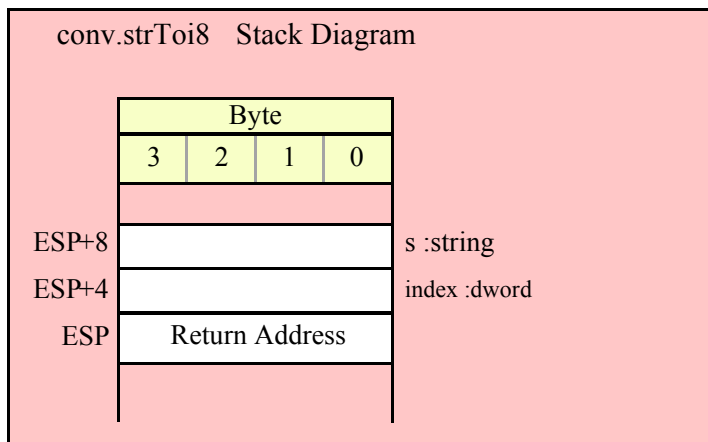 conv.strToi8 Stack Diagram
Byte
3 2 1 0
ESP+8 s :string
ESP+4 index :dword
ESP Return Address